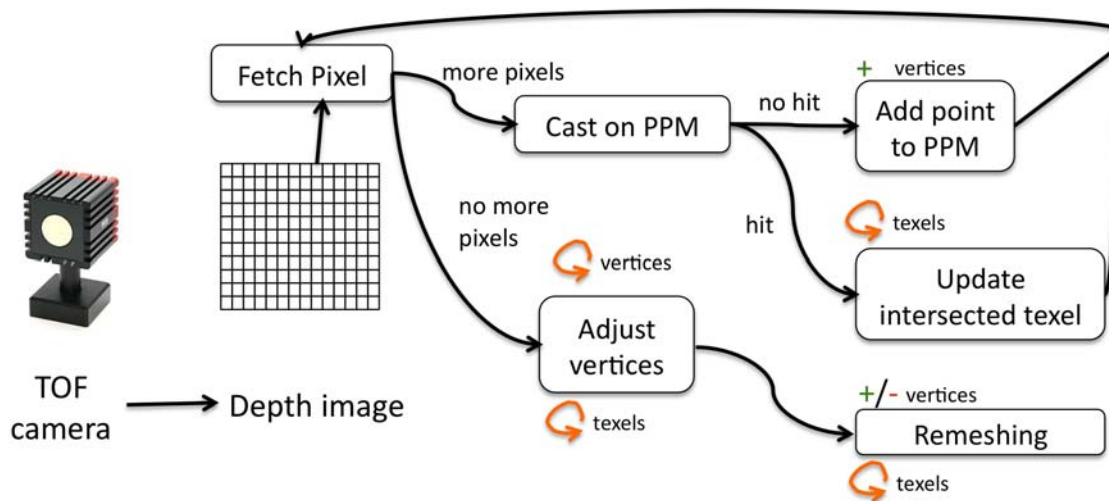 Fetch Pixel
more pixels
Cast on PPM
no hit
+ vertices
Add point
to PPM
no more
pixels
hit
texels
Update
intersected texel
vertices
Adjust
vertices
texels
+/- vertices
Remeshing
texels
TOF
camera
Depth image